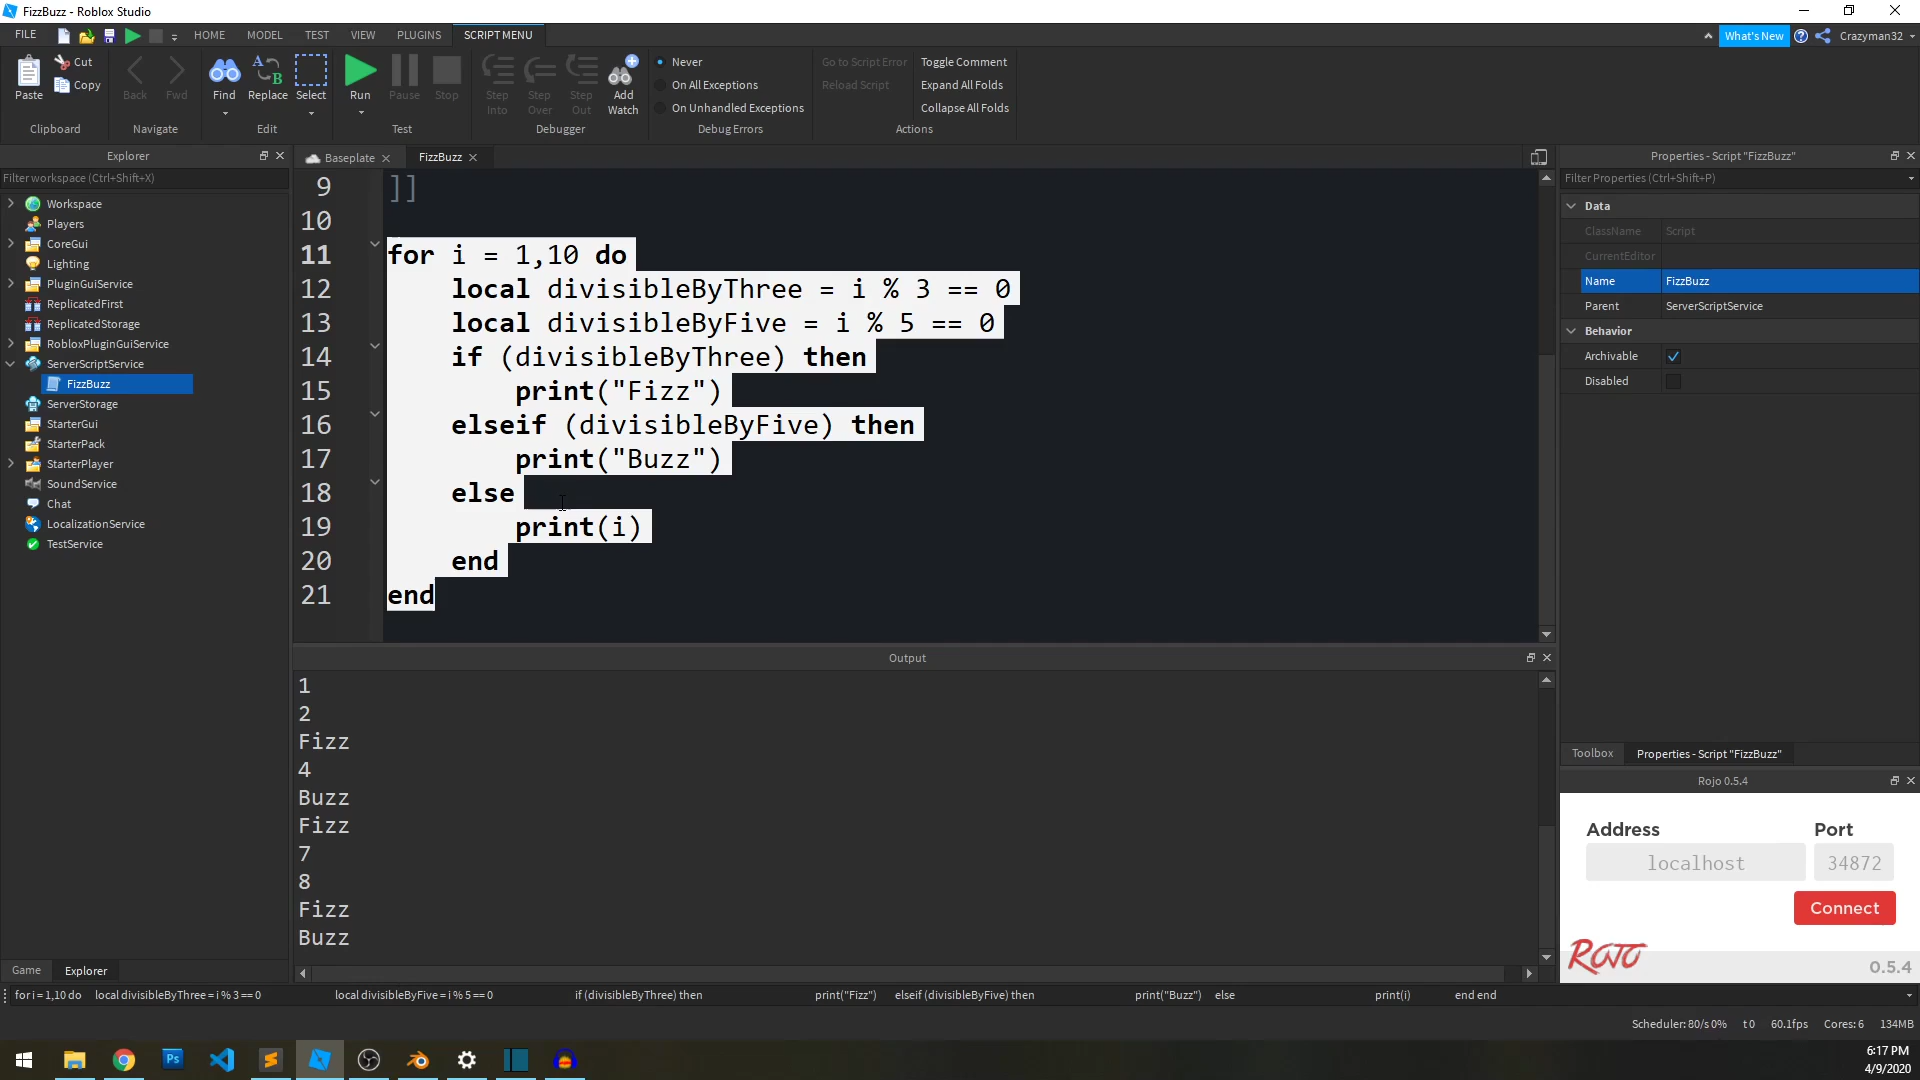 FizzBuzz - Roblox Studio
FILE HOME MODEL TEST VIEW PLUGINS SCRIPT MENU What's New Crazyman32
Paste Cut Copy Back Fwd Find Replace Select Run Pause Stop Step Into Step Over Step Out Add Watch
Never
On All Exceptions
On Unhandled Exceptions
Go to Script Error
Reload Script
Toggle Comment
Expand All Folds
Collapse All Folds
Clipboard Navigate Edit Test Debugger Debug Errors Actions
Explorer
Filter workspace (Ctrl+Shift+X)
Workspace
Players
CoreGui
Lighting
PluginGuiService
ReplicatedFirst
ReplicatedStorage
RobloxPluginGuiService
ServerScriptService
FizzBuzz
ServerStorage
StarterGui
StarterPack
StarterPlayer
SoundService
Chat
LocalizationService
TestService
Game Explorer
Baseplate FizzBuzz
9 ]]
10
11 for i = 1,10 do
12 local divisibleByThree = i % 3 == 0
13 local divisibleByFive = i % 5 == 0
14 if (divisibleByThree) then
15 print("Fizz")
16 elseif (divisibleByFive) then
17 print("Buzz")
18 else
19 print(i)
20 end
21 end
Output
1
2
Fizz
4
Buzz
Fizz
7
8
Fizz
Buzz
Properties - Script "FizzBuzz"
Filter Properties (Ctrl+Shift+P)
Data
ClassName Script
CurrentEditor
Name FizzBuzz
Parent ServerScriptService
Behavior
Archivable
Disabled
Toolbox Properties - Script "FizzBuzz"
Rojo 0.5.4
Address Port
localhost 34872
Connect
Rojo 0.5.4
for i = 1,10 do local divisibleByThree = i % 3 == 0 local divisibleByFive = i % 5 == 0 if (divisibleByThree) then print("Fizz") elseif (divisibleByFive) then print("Buzz") else print(i) end end
Scheduler: 80/s 0% t 0 60.1fps Cores: 6 134MB
Ps
6:17 PM
4/9/2020